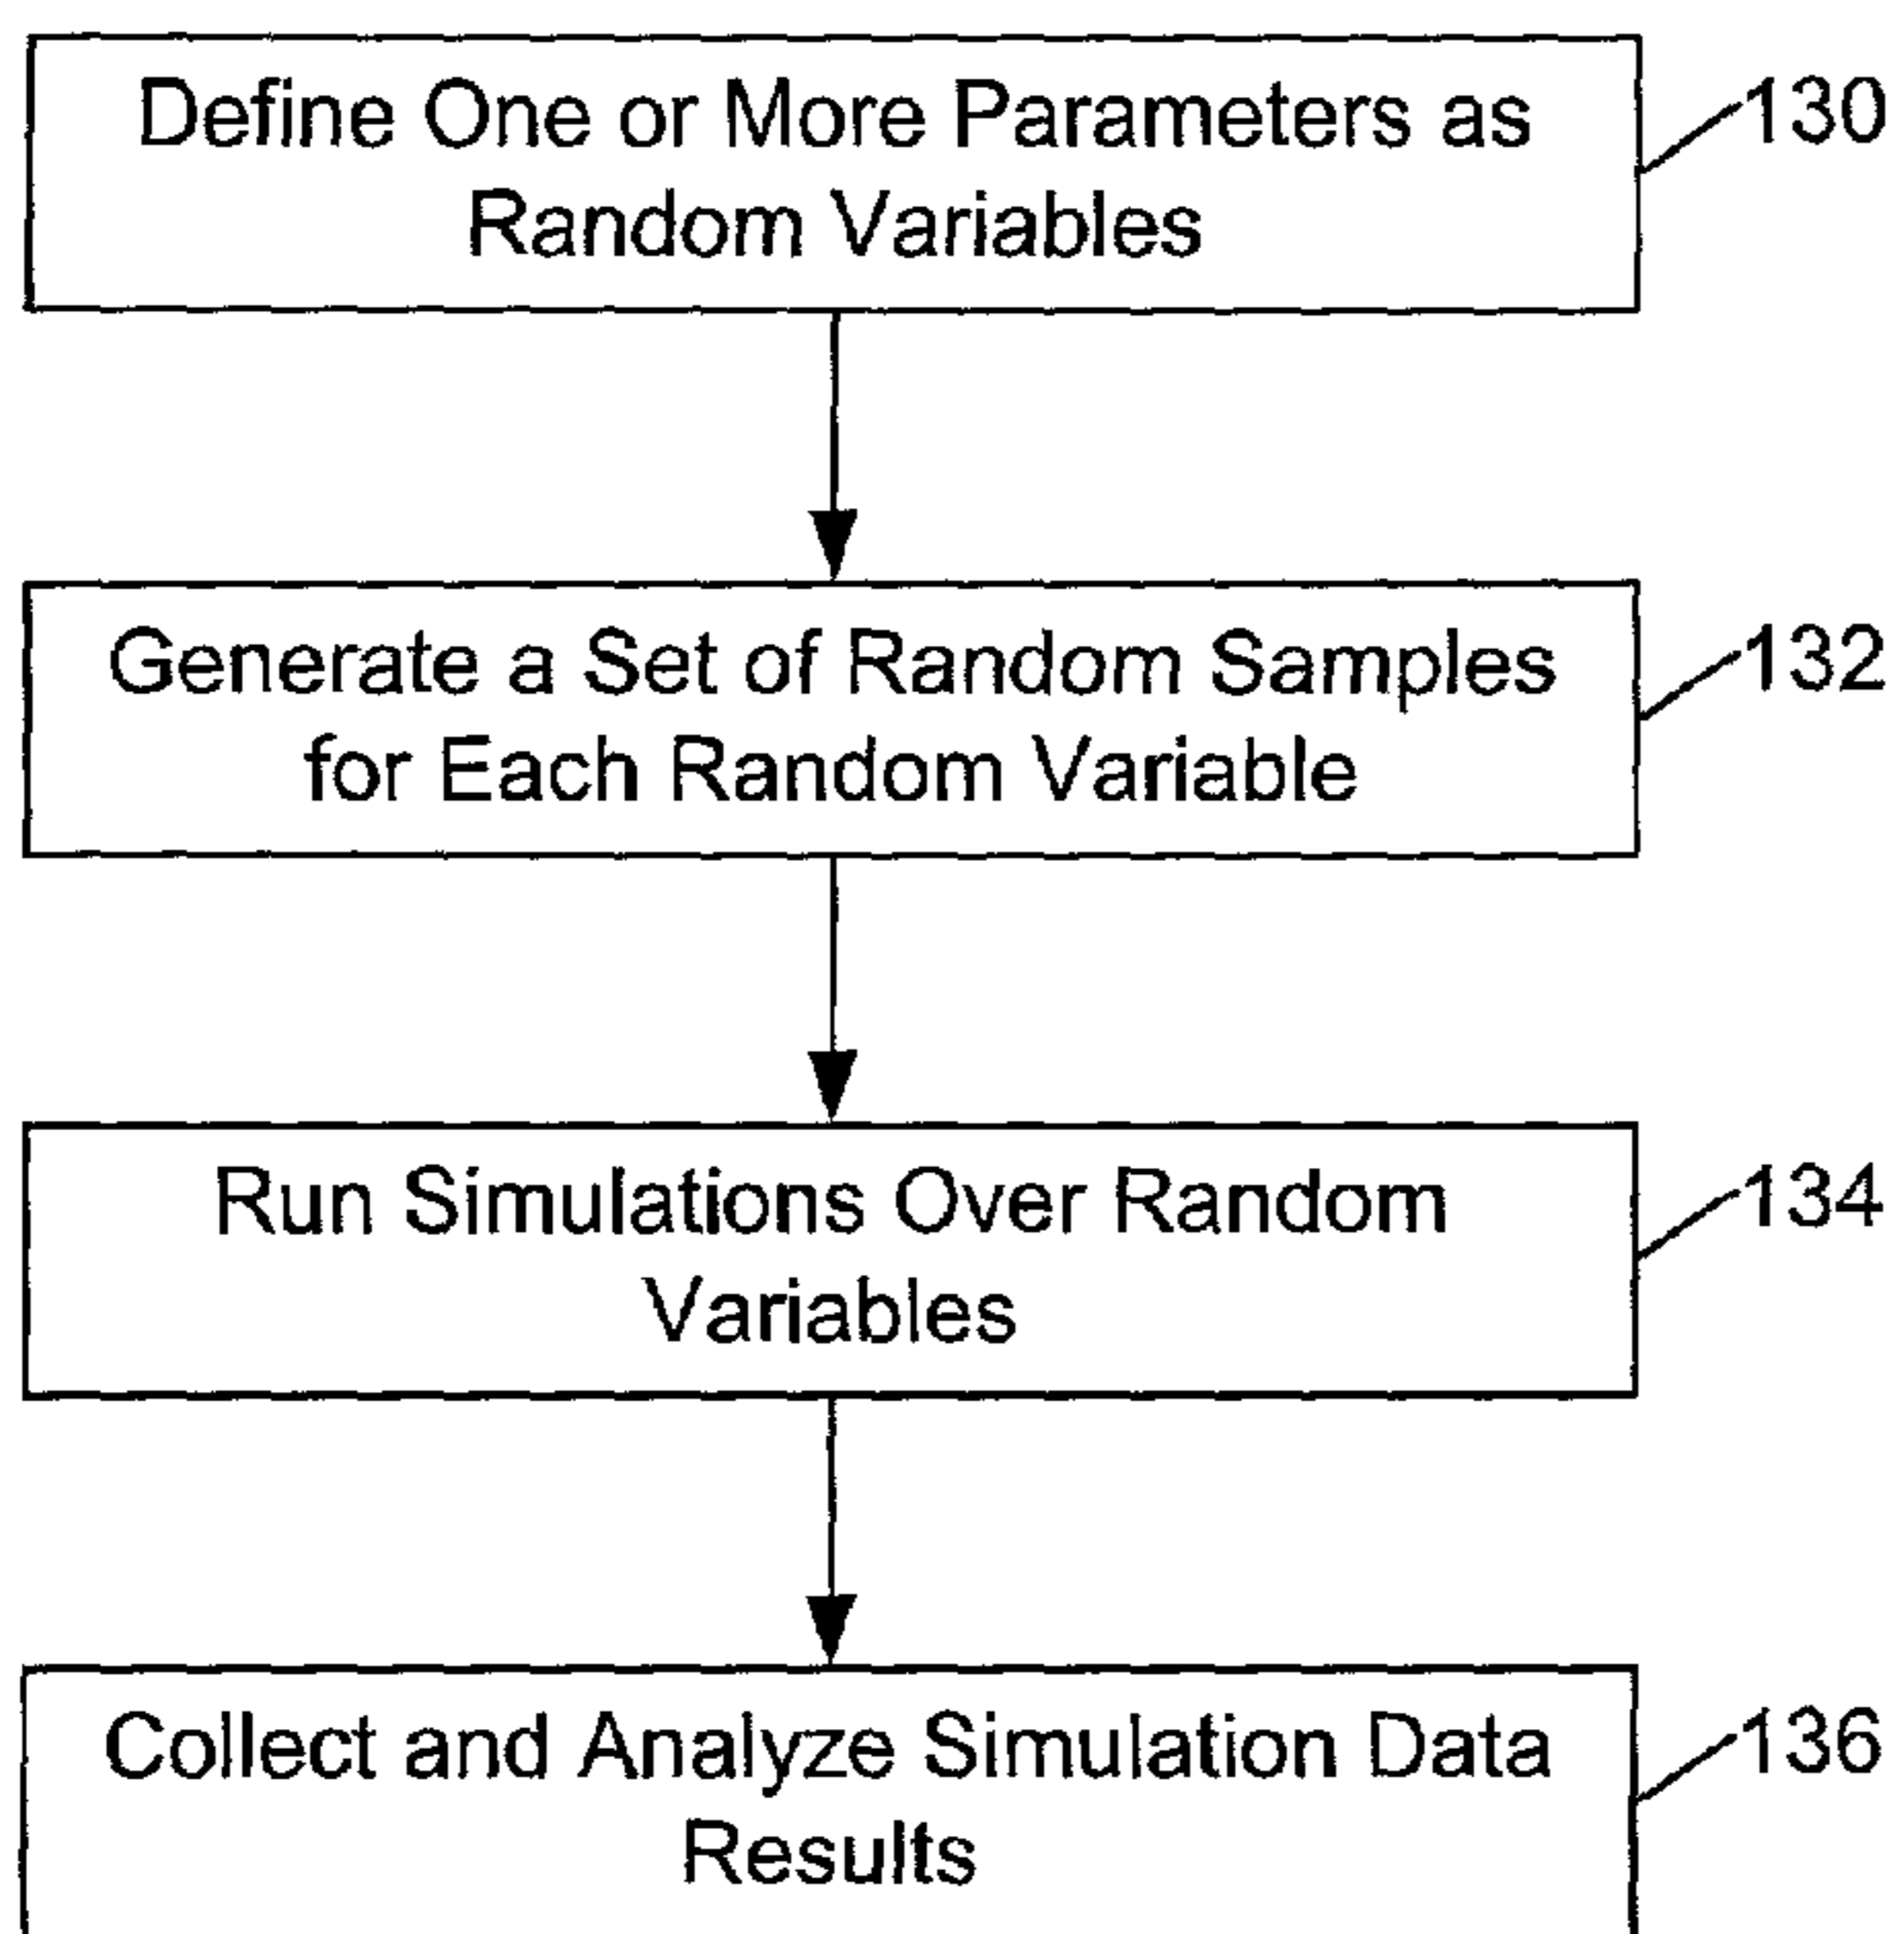 Define One or More Parameters as
Random Variables
130
Generate a Set of Random Samples
for Each Random Variable
132
Run Simulations Over Random
Variables
134
Collect and Analyze Simulation Data
Results
136